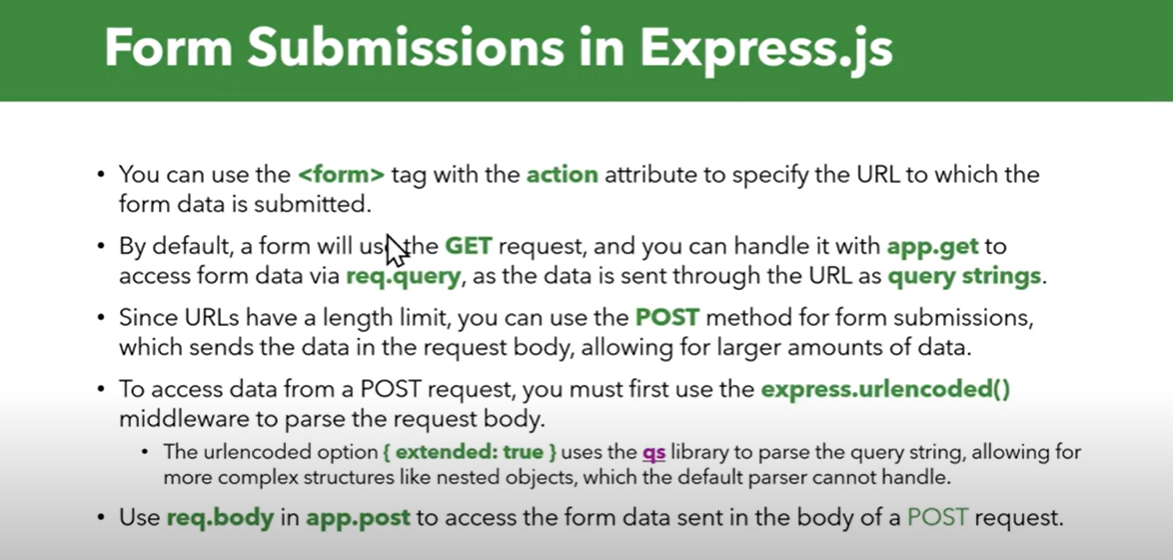 Form Submissions in Express.js
• You can use the <form> tag with the action attribute to specify the URL to which the
form data is submitted.
• By default, a form will use the GET request, and you can handle it with app.get to
access form data via req.query, as the data is sent through the URL as query strings.
• Since URLs have a length limit, you can use the POST method for form submissions,
which sends the data in the request body, allowing for larger amounts of data.
• To access data from a POST request, you must first use the express.urlencoded()
middleware to parse the request body.
• The urlencoded option { extended: true } uses the qs library to parse the query string, allowing for
more complex structures like nested objects, which the default parser cannot handle.
• Use req.body in app.post to access the form data sent in the body of a POST request.